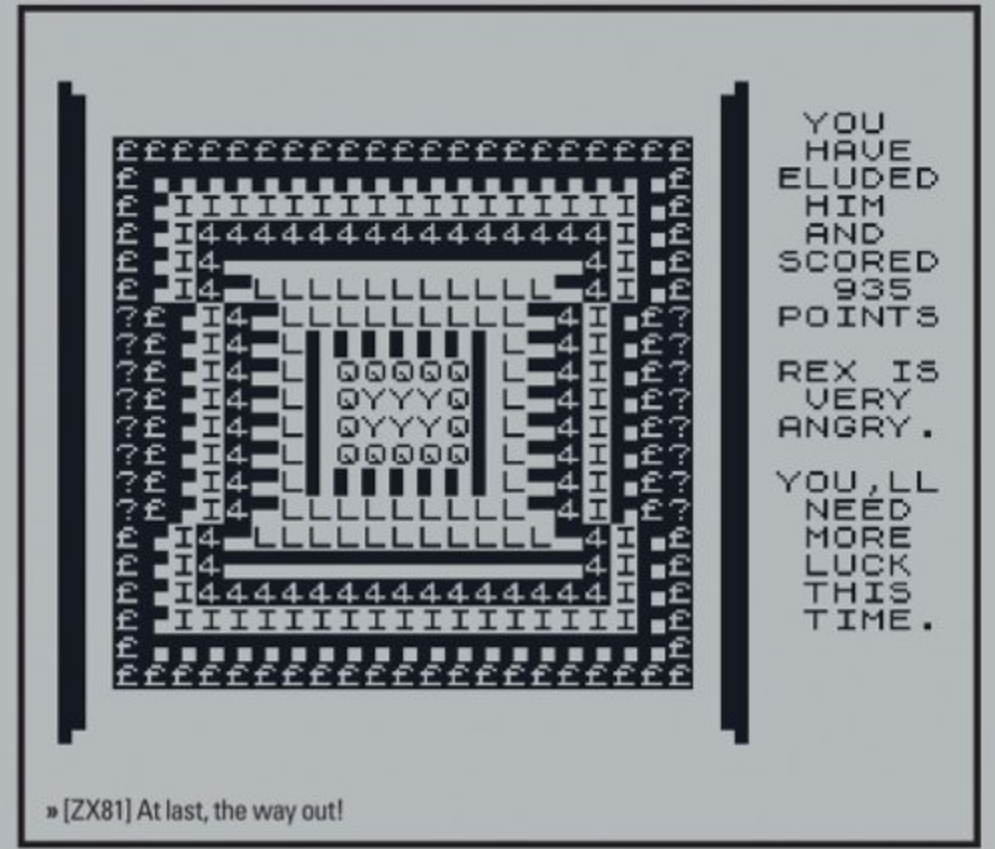 YOU
HAVE
ELUDED
HIM
AND
SCORED
935
POINTS
REX IS
VERY
ANGRY.
YOU,LL
NEED
MORE
LUCK
THIS
TIME.
» [ZX81] At last, the way out!